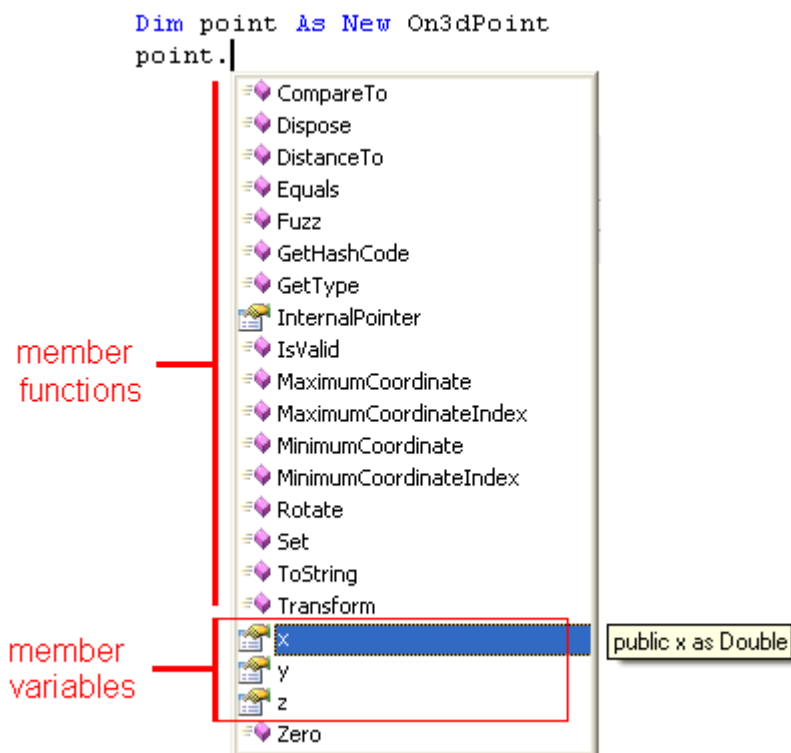 Dim point As New On3dPoint
point.
CompareTo
Dispose
DistanceTo
Equals
Fuzz
GetHashCode
GetType
InternalPointer
IsValid
MaximumCoordinate
MaximumCoordinateIndex
MinimumCoordinate
MinimumCoordinateIndex
Rotate
Set
ToString
Transform
x
y
z
Zero
member
functions
member
variables
public x as Double